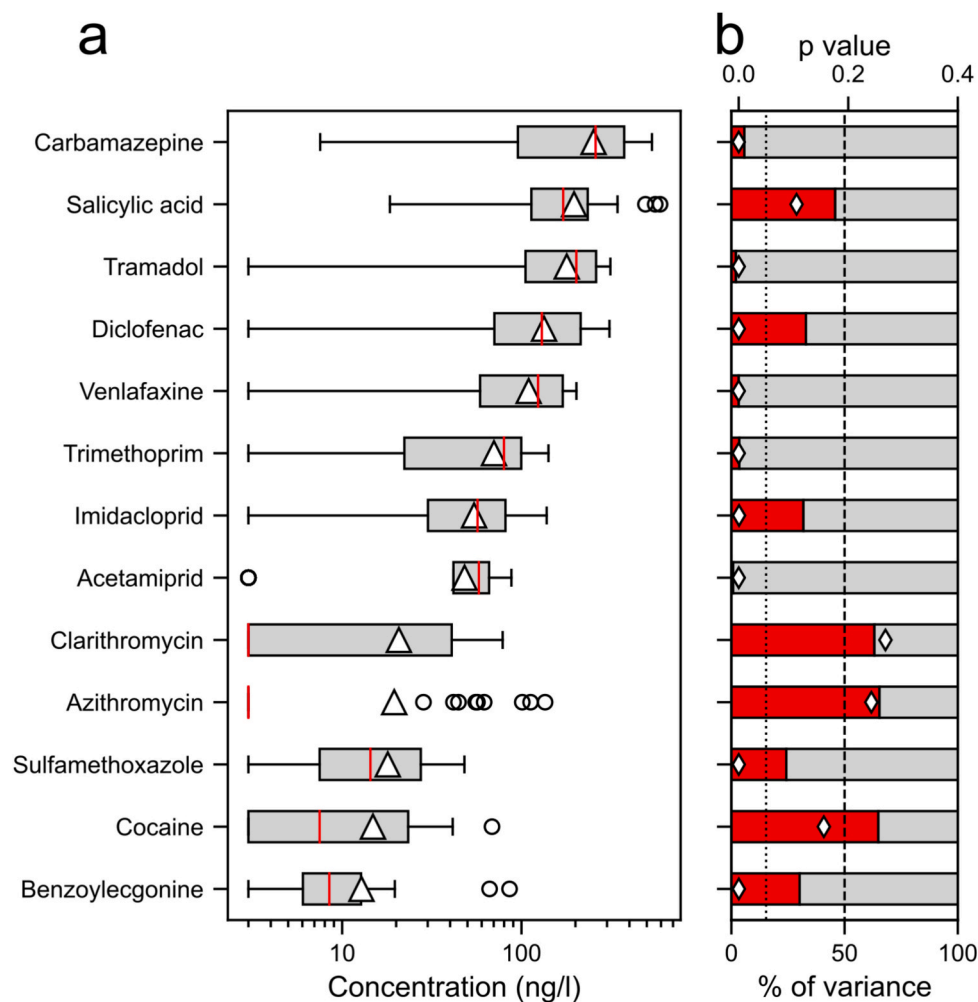 a
b
p value
0.0 0.2 0.4
Carbamazepine
Salicylic acid
Tramadol
Diclofenac
Venlafaxine
Trimethoprim
Imidacloprid
Acetamiprid
Clarithromycin
Azithromycin
Sulfamethoxazole
Cocaine
Benzoylecgonine
10 100
Concentration (ng/l)
0 50 100
% of variance